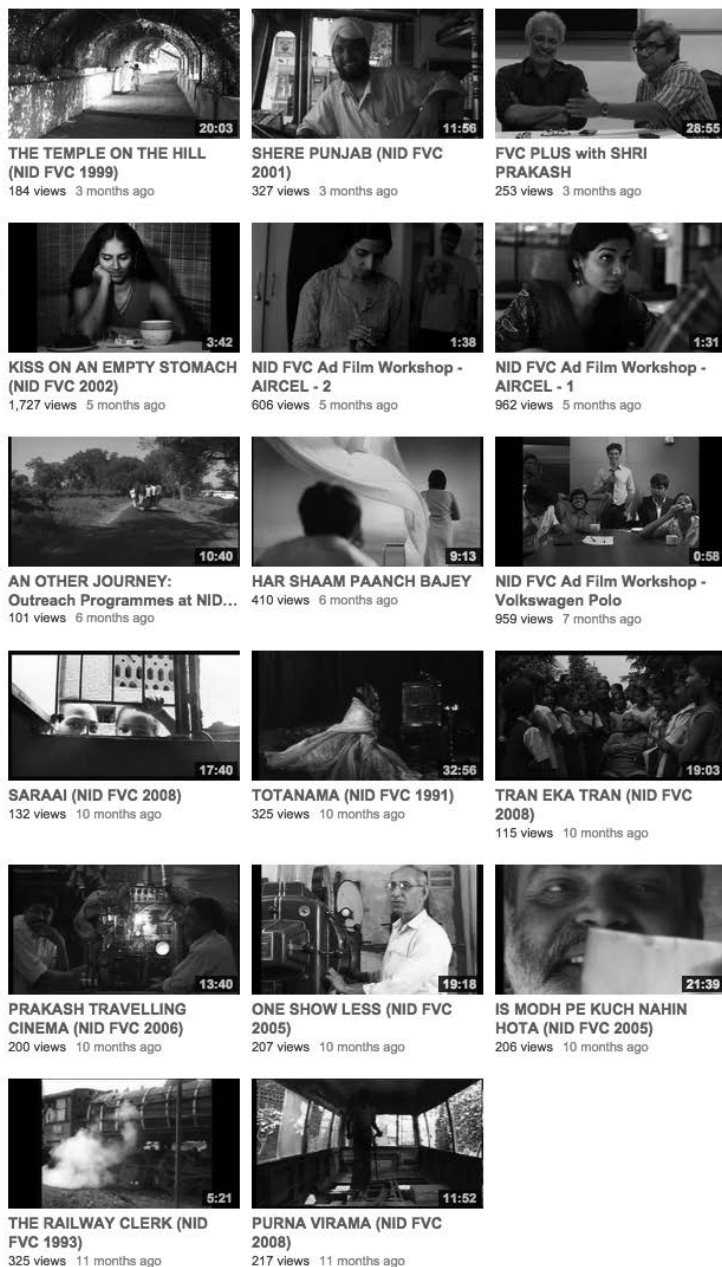 20:03
THE TEMPLE ON THE HILL
(NID FVC 1999)
184 views 3 months ago
11:56
SHERE PUNJAB (NID FVC
2001)
327 views 3 months ago
28:55
FVC PLUS with SHRI
PRAKASH
253 views 3 months ago
3:42
KISS ON AN EMPTY STOMACH
(NID FVC 2002)
1,727 views 5 months ago
1:38
NID FVC Ad Film Workshop -
AIRCEL - 2
606 views 5 months ago
1:31
NID FVC Ad Film Workshop -
AIRCEL - 1
962 views 5 months ago
10:40
AN OTHER JOURNEY:
Outreach Programmes at NID...
101 views 6 months ago
9:13
HAR SHAAM PAANCH BAJEY
410 views 6 months ago
0:58
NID FVC Ad Film Workshop -
Volkswagen Polo
959 views 7 months ago
17:40
SARAAI (NID FVC 2008)
132 views 10 months ago
32:56
TOTANAMA (NID FVC 1991)
325 views 10 months ago
19:03
TRAN EKA TRAN (NID FVC
2008)
115 views 10 months ago
13:40
PRAKASH TRAVELLING
CINEMA (NID FVC 2006)
200 views 10 months ago
19:18
ONE SHOW LESS (NID FVC
2005)
207 views 10 months ago
21:39
IS MODH PE KUCH NAHIN
HOTA (NID FVC 2005)
206 views 10 months ago
5:21
THE RAILWAY CLERK (NID
FVC 1993)
325 views 11 months ago
11:52
PURNA VIRAMA (NID FVC
2008)
217 views 11 months ago